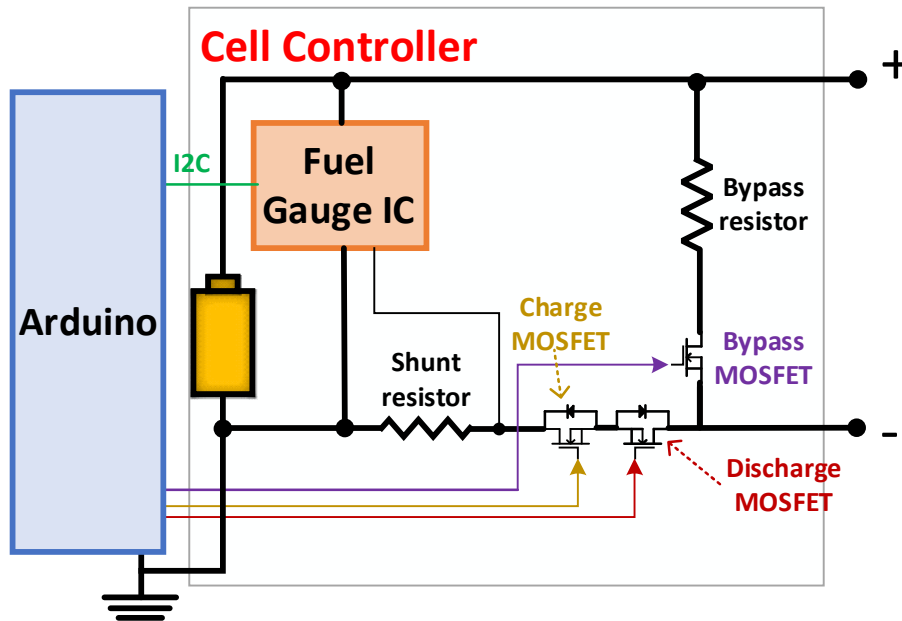 Cell Controller
+
I2C
Fuel
Gauge IC
Bypass
resistor
Arduino
Charge
MOSFET
Bypass
MOSFET
Shunt
resistor
-
Discharge
MOSFET